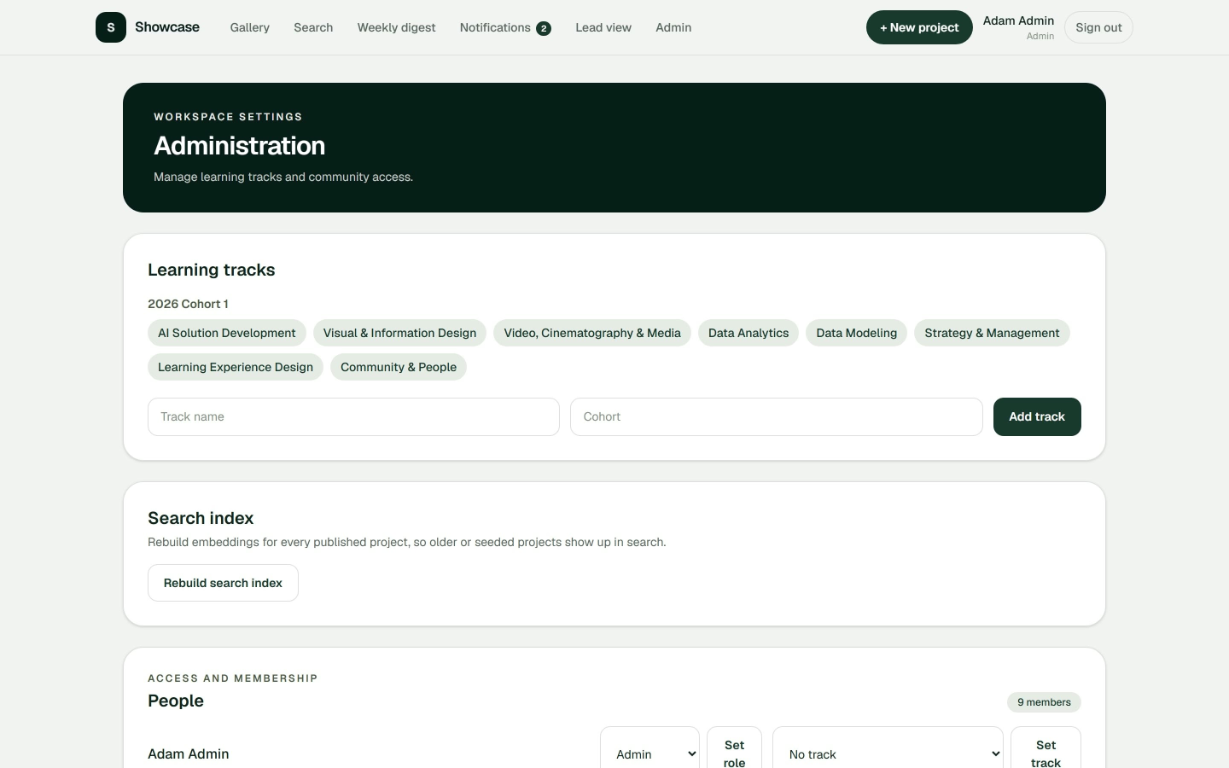 S Showcase Gallery Search Weekly digest Notifications 2 Lead view Admin + New project Adam Admin Sign out
Admin
WORKSPACE SETTINGS
Administration
Manage learning tracks and community access.
Learning tracks
2026 Cohort 1
AI Solution Development Visual & Information Design Video, Cinematography & Media Data Analytics Data Modeling Strategy & Management
Learning Experience Design Community & People
Track name Cohort Add track
Search index
Rebuild embeddings for every published project, so older or seeded projects show up in search.
Rebuild search index
ACCESS AND MEMBERSHIP
People 9 members
Adam Admin Admin Set role No track Set track